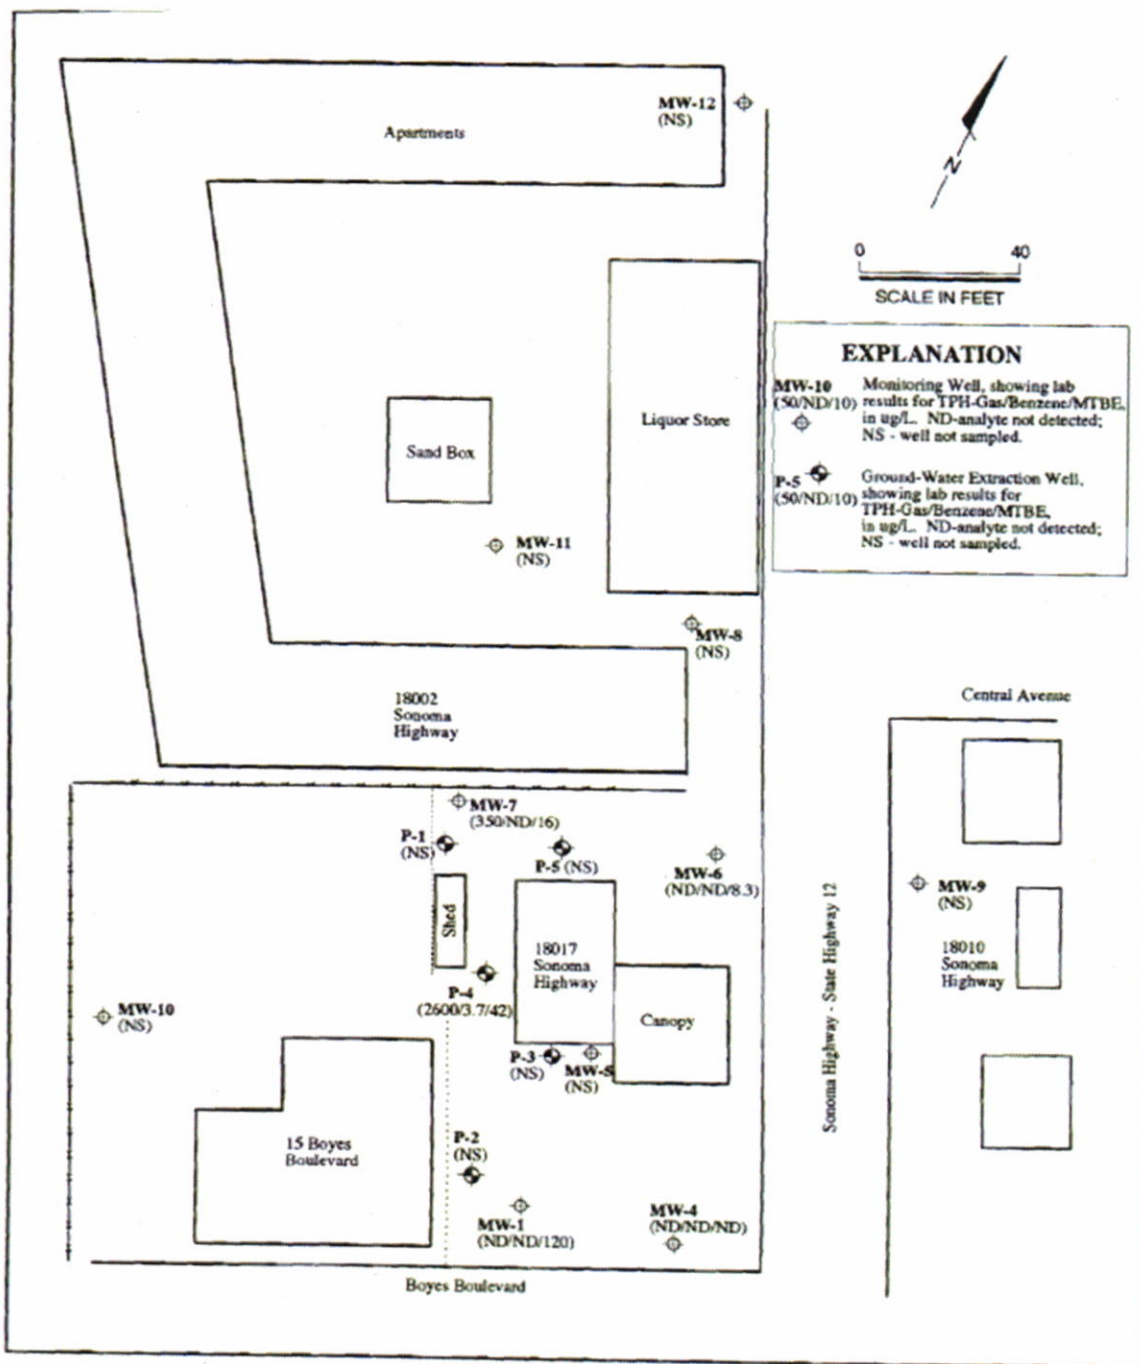 MW-12
(NS)
Apartments
N
0 40
SCALE IN FEET
EXPLANATION
MW-10
(50/ND/10)
Monitoring Well, showing lab
results for TPH-Gas/Benzene/MTBE,
in ug/L. ND-analyte not detected;
NS - well not sampled.
P-5
(50/ND/10)
Ground-Water Extraction Well,
showing lab results for
TPH-Gas/Benzene/MTBE,
in ug/L. ND-analyte not detected;
NS - well not sampled.
Liquor Store
Sand Box
MW-11
(NS)
MW-8
(NS)
18002
Sonoma
Highway
Central Avenue
MW-7
(350/ND/16)
P-1
(NS)
P-5 (NS)
MW-6
(ND/ND/8.3)
MW-9
(NS)
Shed
18017
Sonoma
Highway
18010
Sonoma
Highway
Sonoma Highway - State Highway 12
P-4
(2600/3.7/42)
MW-10
(NS)
Canopy
P-3
(NS)
MW-5
(NS)
15 Boyes
Boulevard
P-2
(NS)
MW-1
(ND/ND/120)
MW-4
(ND/ND/ND)
Boyes Boulevard